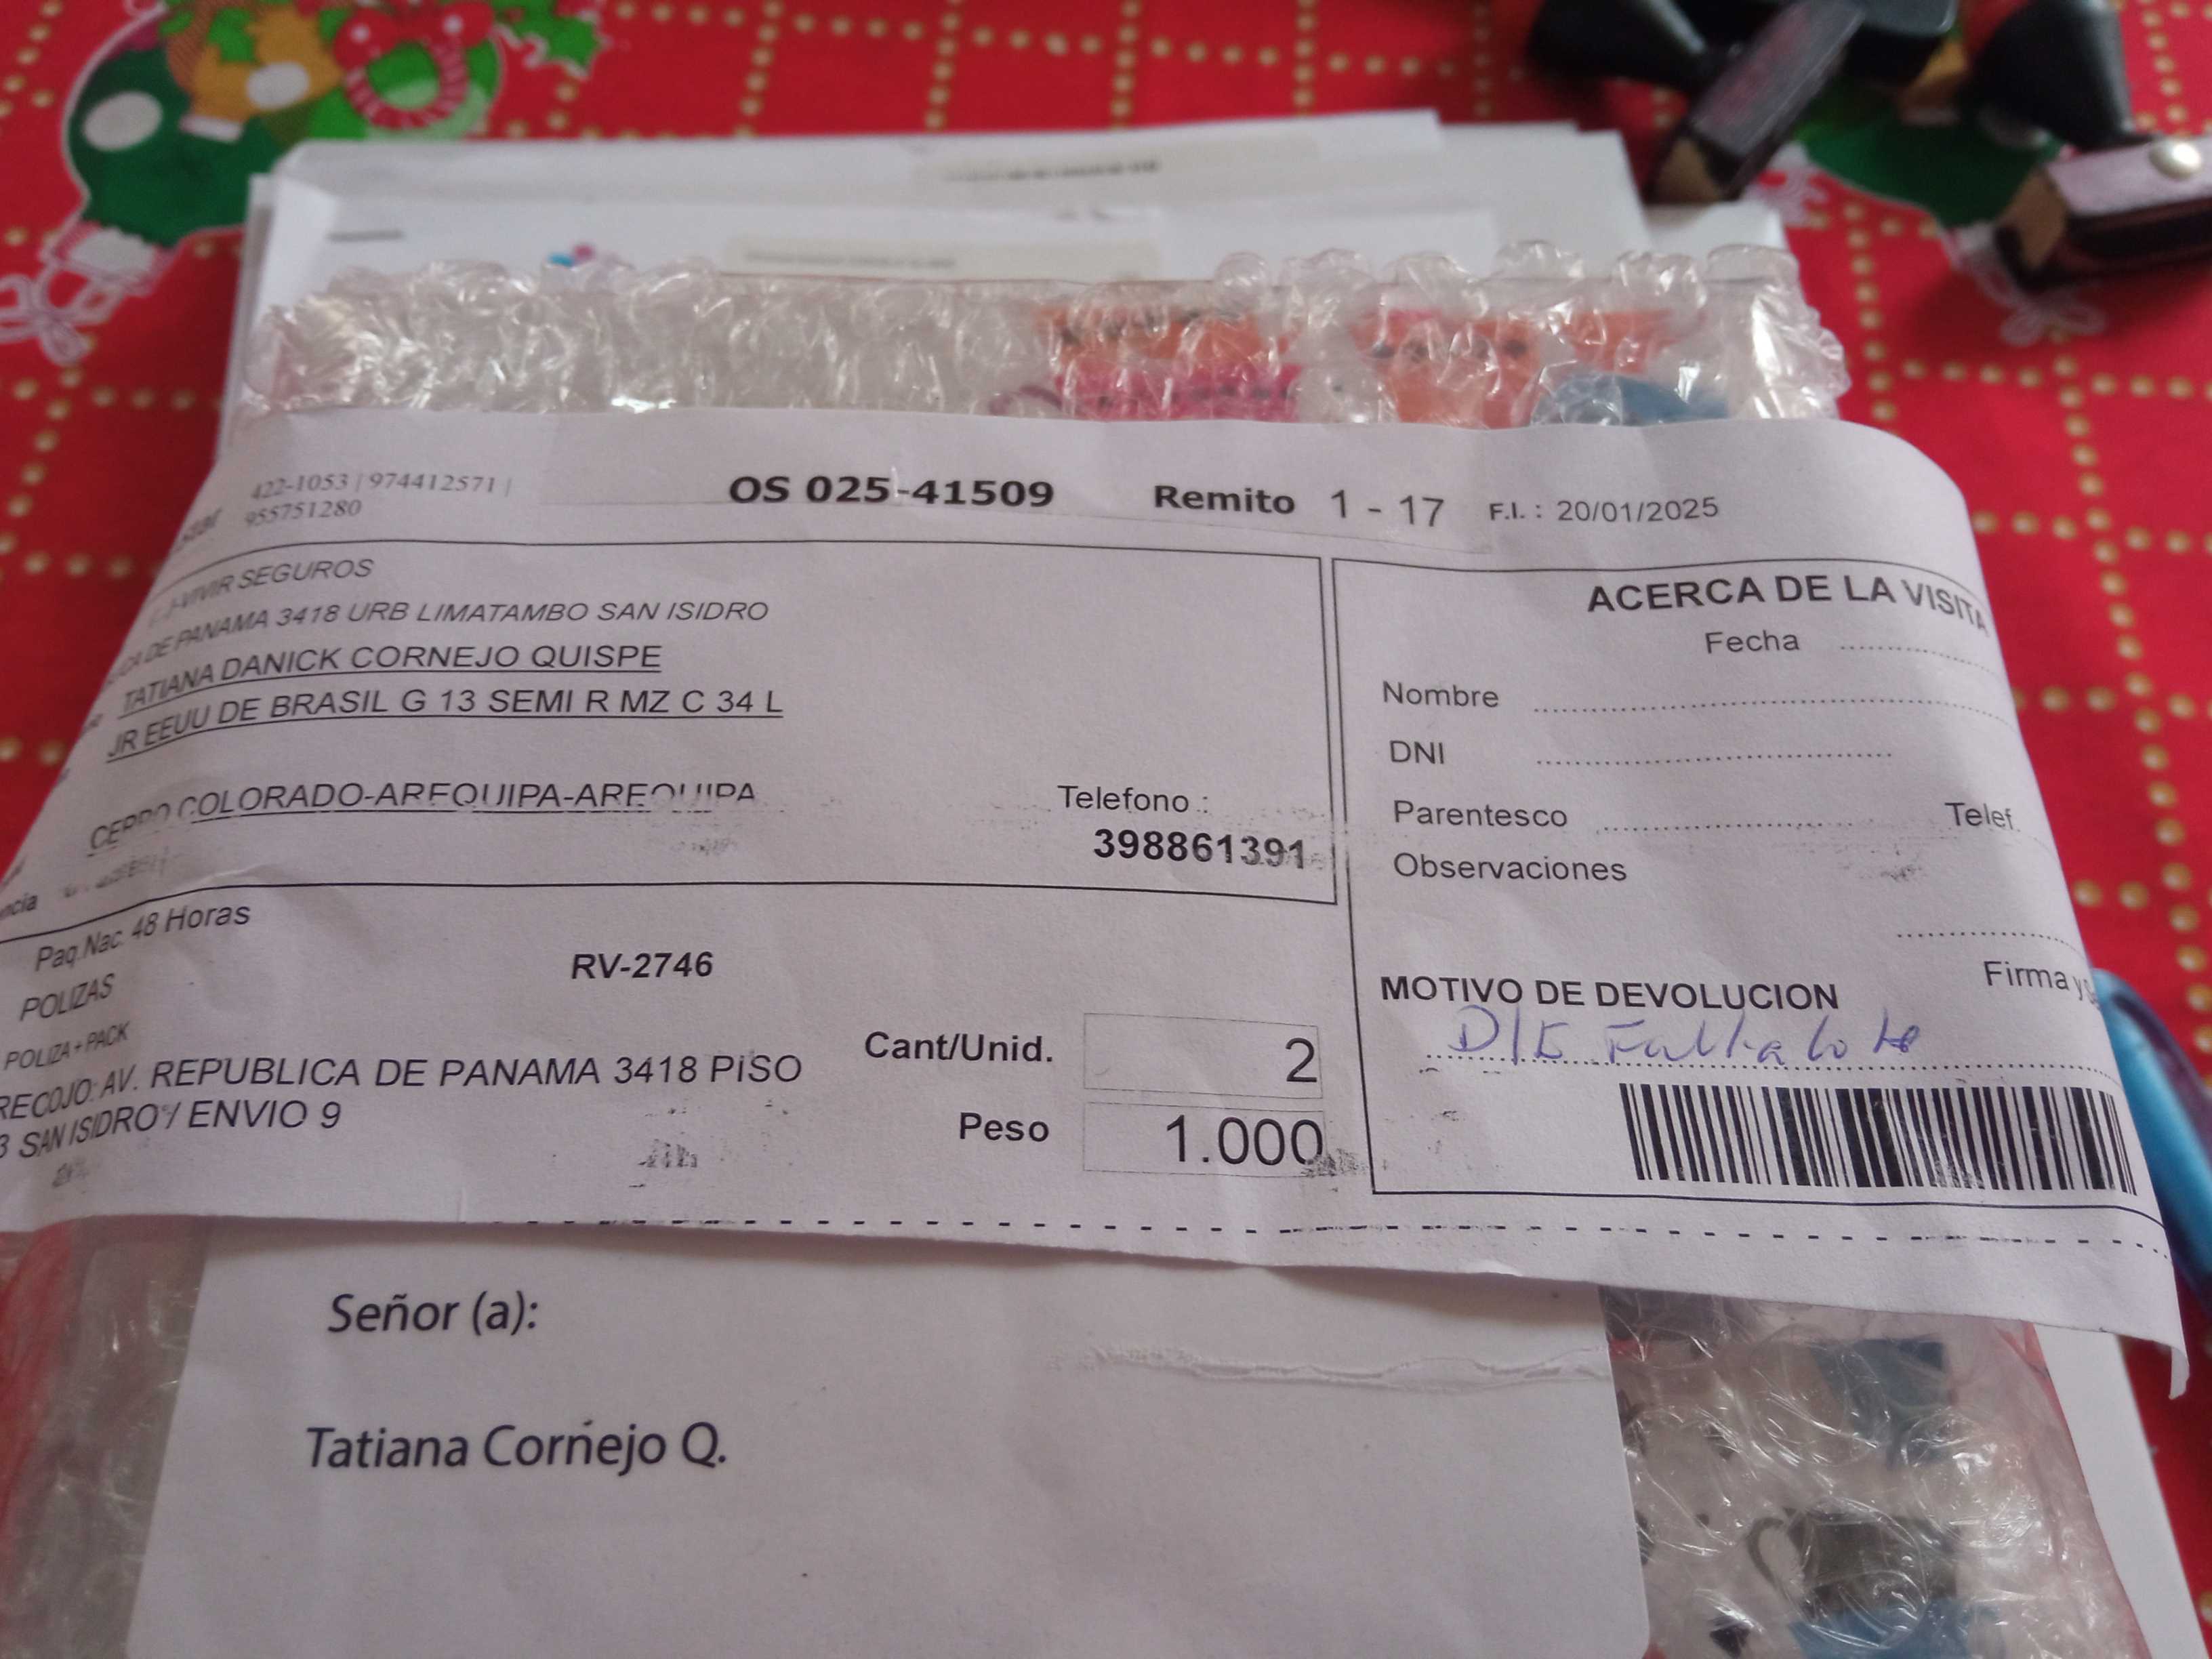 422-1053 | 974412571 |
955751280
OS 025-41509 Remito 1 - 17 F.I. : 20/01/2025
VIVIR SEGUROS
DE PANAMA 3418 URB LIMATAMBO SAN ISIDRO
TATIANA DANICK CORNEJO QUISPE
JR EEUU DE BRASIL G 13 SEMI R MZ C 34 L
CERRO COLORADO-AREQUIPA-AREQUIPA
Telefono :
398861391
Paq.Nac. 48 Horas
RV-2746
POLIZAS
POLIZA + PACK
RECOJO: AV. REPUBLICA DE PANAMA 3418 PISO
3 SAN ISIDRO / ENVIO 9
Cant/Unid. 2
Peso 1.000
ACERCA DE LA VISITA
Fecha
Nombre
DNI
Parentesco Telef.
Observaciones
Firma y
MOTIVO DE DEVOLUCION
D/I Falta lote
Señor (a):
Tatiana Cornejo Q.